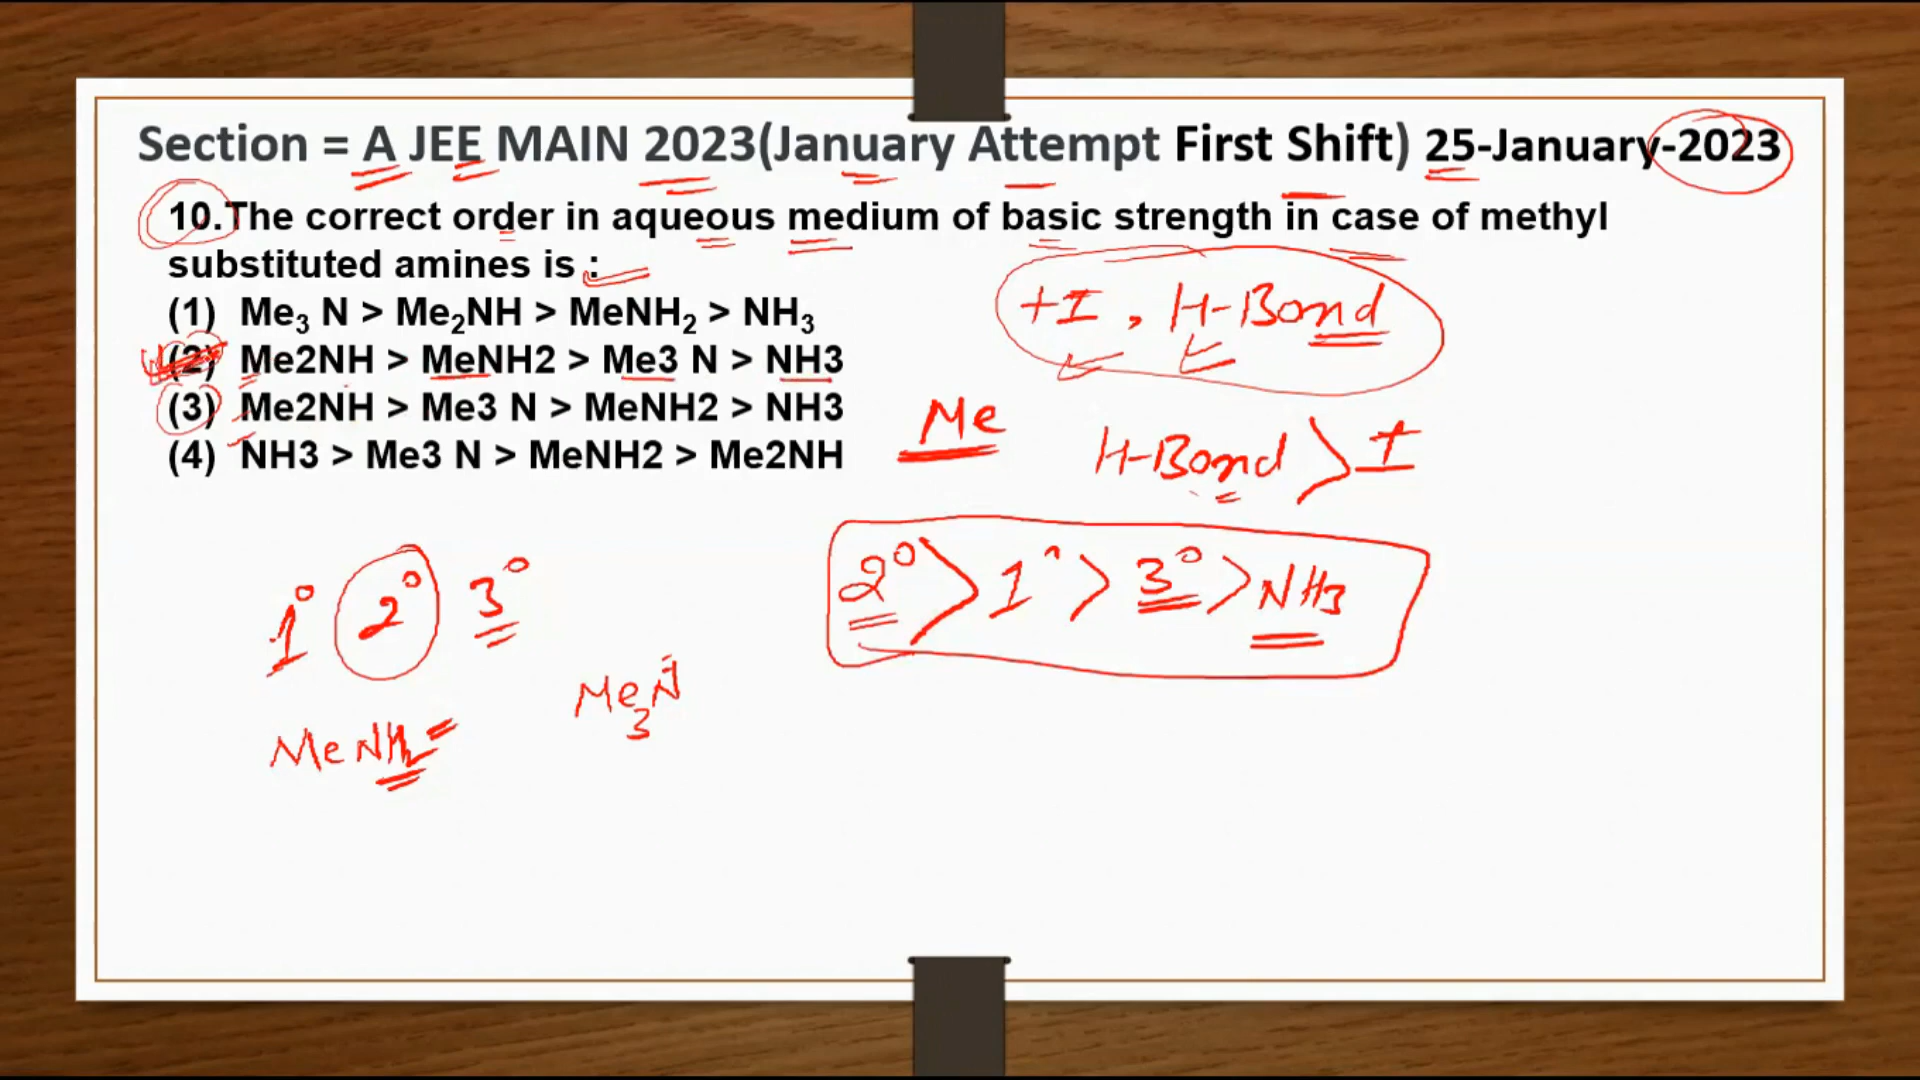 Section = A JEE MAIN 2023(January Attempt First Shift) 25-January-2023
10.The correct order in aqueous medium of basic strength in case of methyl
substituted amines is :
(1) Me₃ N > Me₂NH > MeNH₂ > NH₃
(2) Me2NH > MeNH2 > Me3 N > NH3
(3) Me2NH > Me3 N > MeNH2 > NH3
(4) NH3 > Me3 N > MeNH2 > Me2NH
+I, H-Bond
Me
H-Bond > I
1° 2° 3°
2° > 1° > 3° > NH3
Me3N
MeNH2